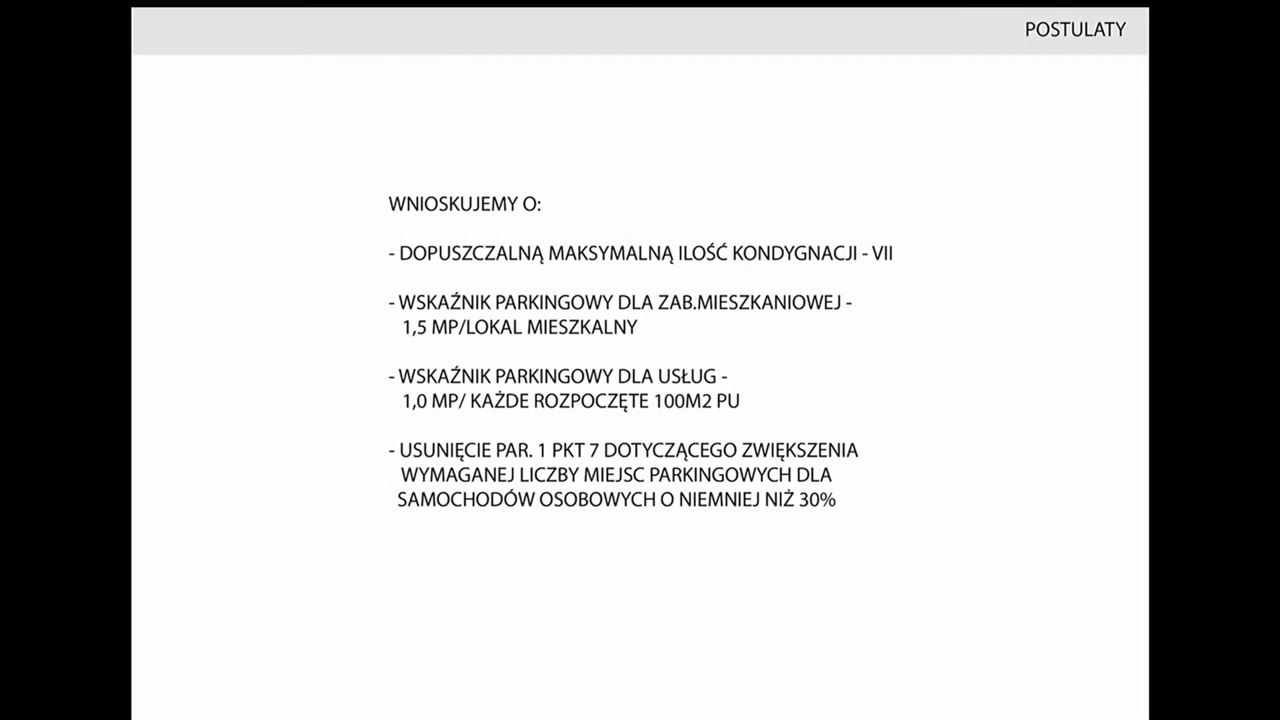 POSTULATY
WNIOSKUJEMY O:
- DOPUSZCZALNĄ MAKSYMALNĄ ILOŚĆ KONDYGNACJI - VII
- WSKAŹNIK PARKINGOWY DLA ZAB.MIESZKANIOWEJ -
1,5 MP/LOKAL MIESZKALNY
- WSKAŹNIK PARKINGOWY DLA USŁUG -
1,0 MP/ KAŻDE ROZPOCZĘTE 100M2 PU
- USUNIĘCIE PAR. 1 PKT 7 DOTYCZĄCEGO ZWIĘKSZENIA
WYMAGANEJ LICZBY MIEJSC PARKINGOWYCH DLA
SAMOCHODÓW OSOBOWYCH O NIEMNIEJ NIŻ 30%